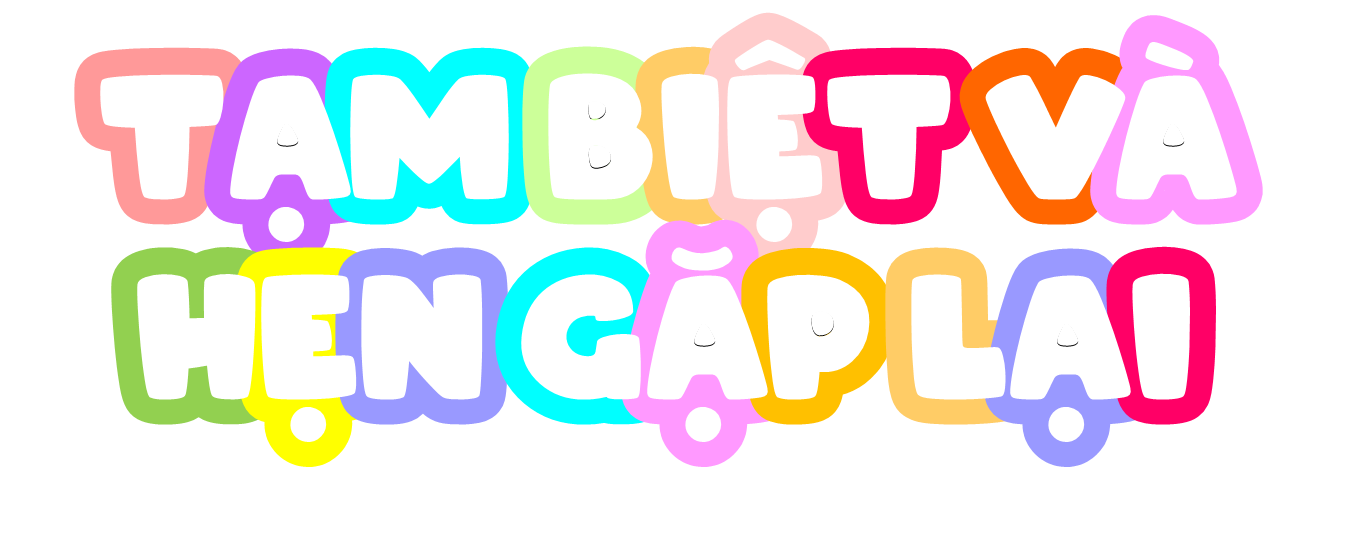 TẠM BIỆT VÀ
HẸN GẶP LẠI